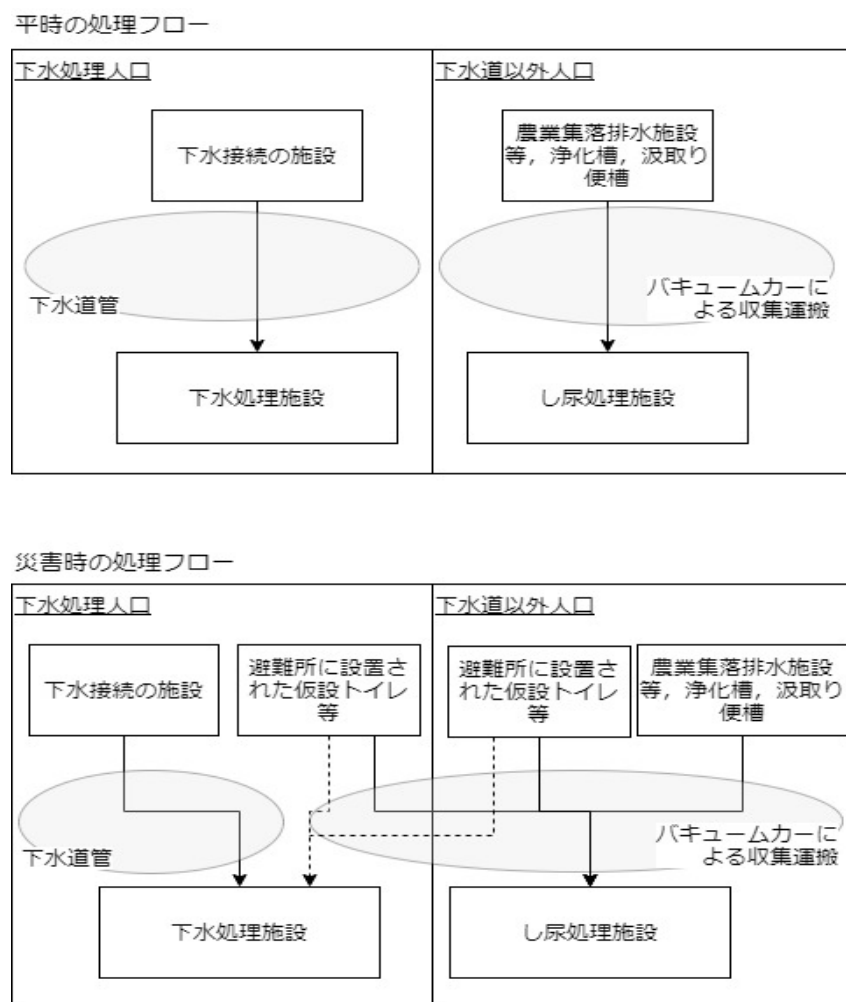 平時の処理フロー
下水処理人口
下水道以外人口
下水接続の施設
農業集落排水施設
等，浄化槽，汲取り
便槽
下水道管
バキュームカーに
よる収集運搬
下水処理施設
し尿処理施設
災害時の処理フロー
下水処理人口
下水道以外人口
下水接続の施設
避難所に設置さ
れた仮設トイレ
等
避難所に設置さ
れた仮設トイレ
等
農業集落排水施設
等，浄化槽，汲取り
便槽
下水道管
バキュームカーに
よる収集運搬
下水処理施設
し尿処理施設